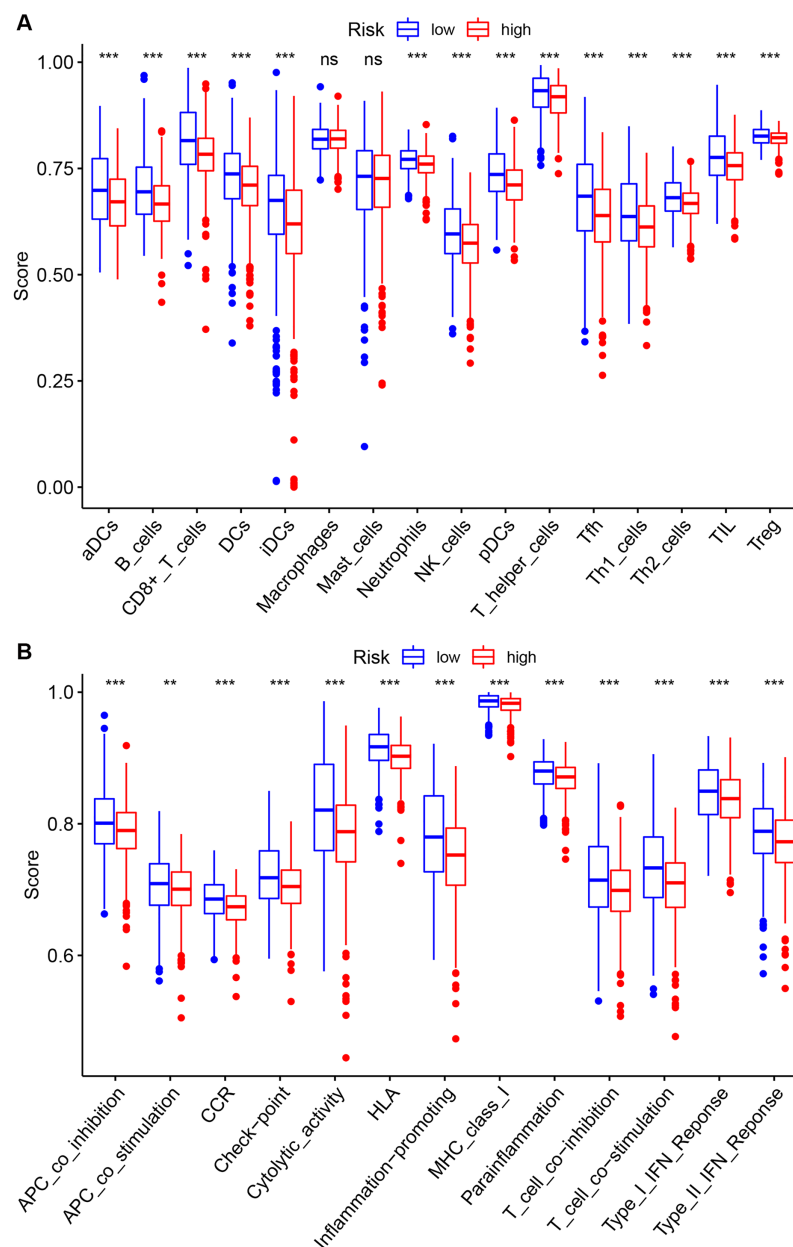 A
Risk low high
*** *** *** *** *** ns ns *** *** *** *** *** *** *** *** ***
1.00
0.75
0.50
0.25
0.00
Score
aDCs
B_cells
CD8+_T_cells
DCs
iDCs
Macrophages
Mast_cells
Neutrophils
NK_cells
pDCs
T_helper_cells
Tfh
Th1_cells
Th2_cells
TIL
Treg
B
Risk low high
*** ** *** *** *** *** *** *** *** *** *** *** ***
1.0
0.8
0.6
Score
APC_co_inhibition
APC_co_stimulation
CCR
Check-point
Cytolytic_activity
HLA
Inflammation-promoting
MHC_class_I
Parainflammation
T_cell_co-inhibition
T_cell_co-stimulation
Type_I_IFN_Reponse
Type_II_IFN_Reponse